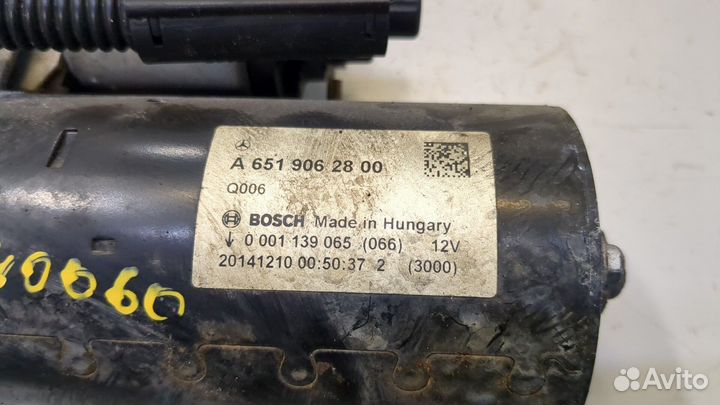 A 651 906 28 00
Q006
BOSCH Made in Hungary
0 001 139 065 (066) 12V
20141210 00:50:37 2 (3000)
Avito